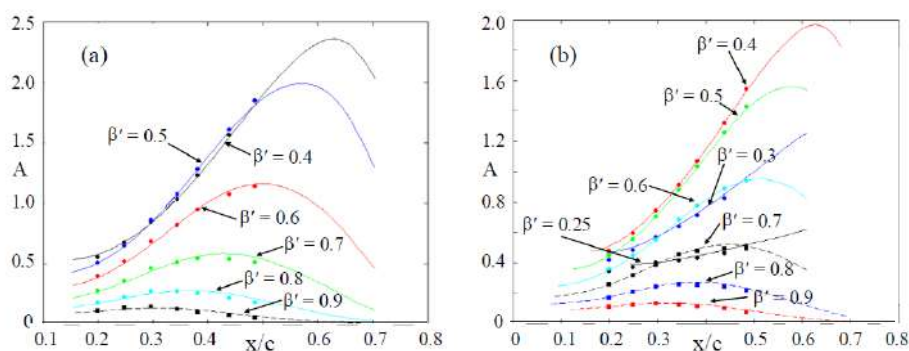 (a)
2.5
2.0
1.5
A
1.0
0.5
0
β' = 0.5
β' = 0.4
β' = 0.6
β' = 0.7
β' = 0.8
β' = 0.9
0.1 0.2 0.3 0.4 0.5 0.6 0.7 0.8
x/c
(b)
2.0
1.6
1.2
A
0.8
0.4
0
β' = 0.4
β' = 0.5
β' = 0.3
β' = 0.6
β' = 0.7
β' = 0.25
β' = 0.8
β' = 0.9
0 0.1 0.2 0.3 0.4 0.5 0.6 0.7 0.8
x/c